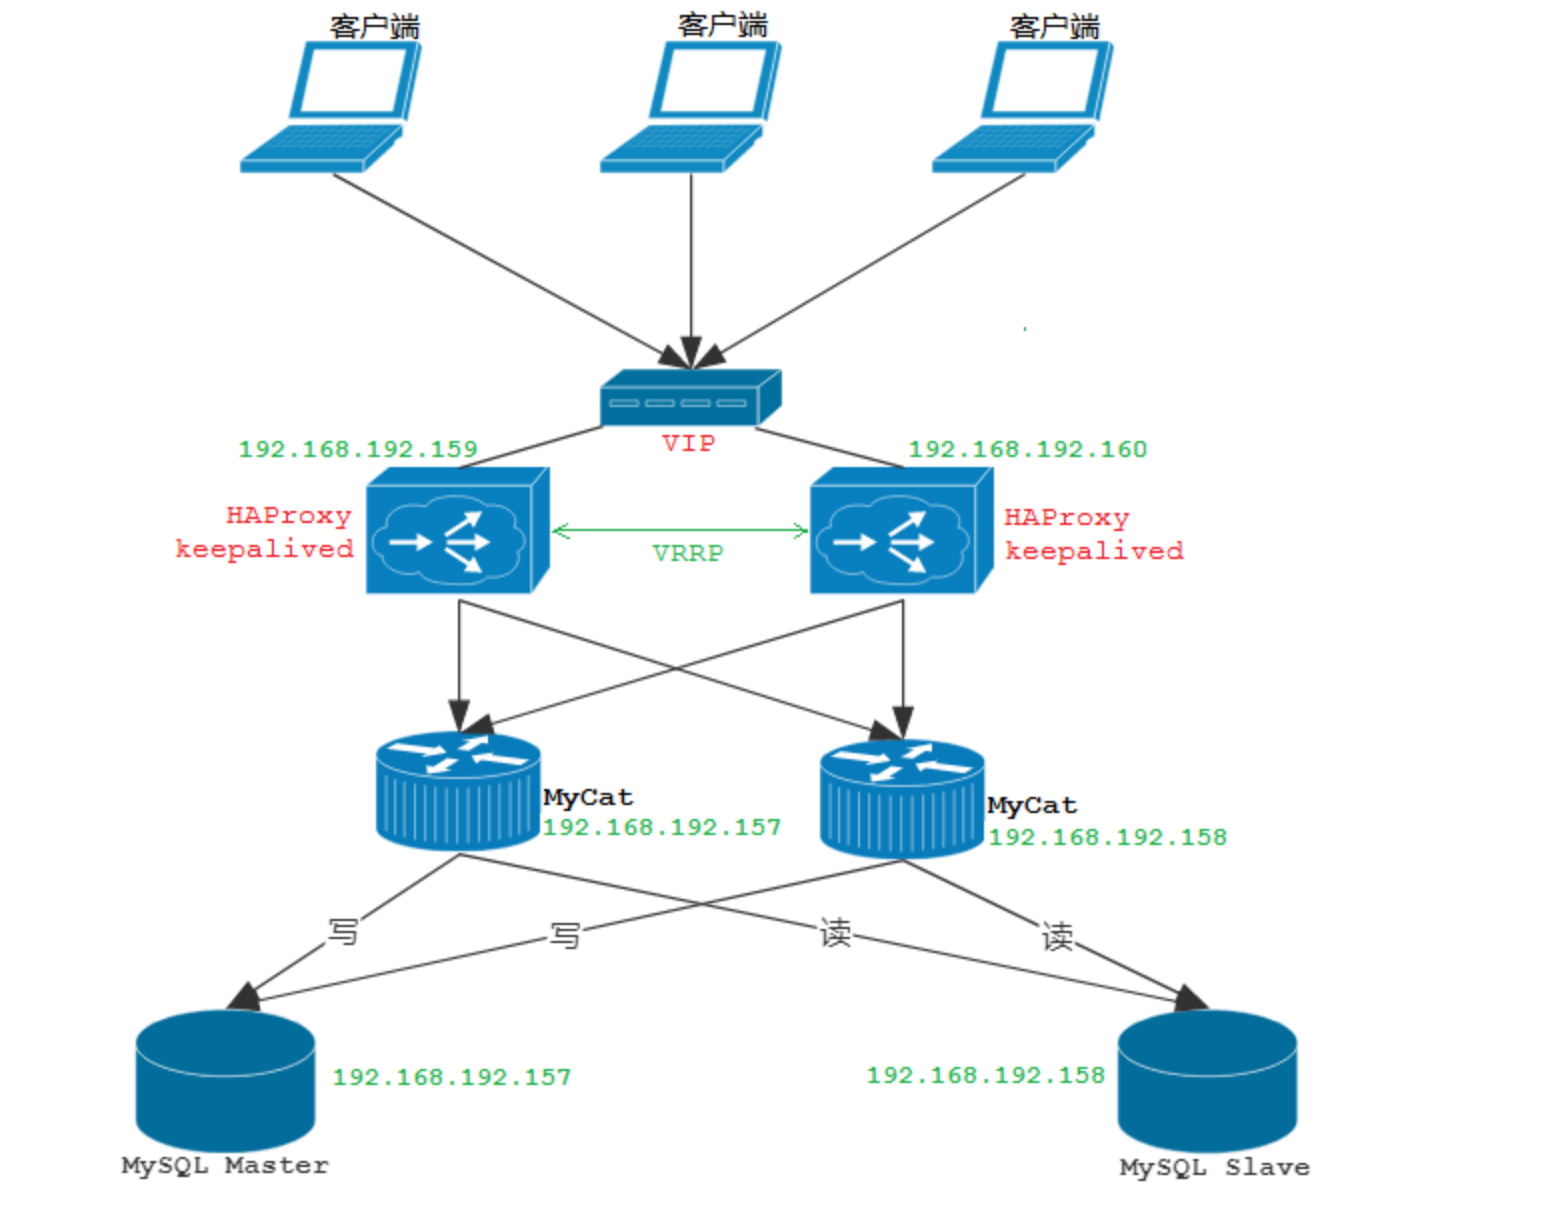 客户端
客户端
客户端
VIP
192.168.192.159
192.168.192.160
HAProxy
keepalived
VRRP
HAProxy
keepalived
MyCat
192.168.192.157
MyCat
192.168.192.158
写
写
读
读
192.168.192.157
192.168.192.158
MySQL Master
MySQL Slave